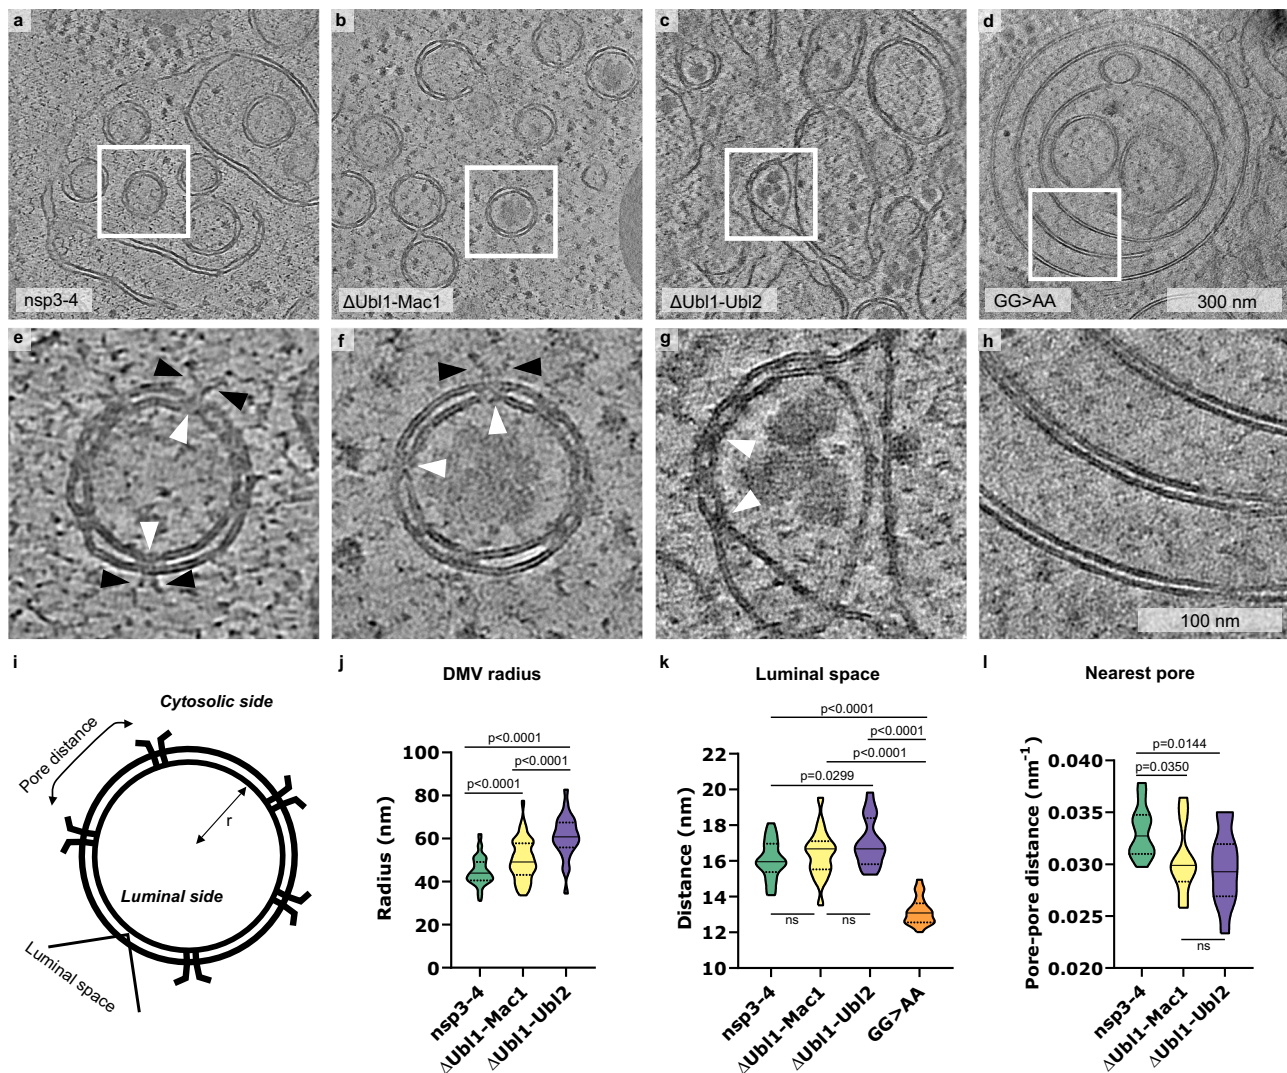 a
b
c
d
nsp3-4
ΔUbl1-Mac1
ΔUbl1-Ubl2
GG>AA
300 nm
e
f
g
h
100 nm
i
Cytosolic side
Pore distance
r
Luminal side
Luminal space
j
DMV radius
p<0.0001
p<0.0001
p<0.0001
Radius (nm)
100
80
60
40
20
0
nsp3-4
ΔUbl1-Mac1
ΔUbl1-Ubl2
k
Luminal space
p<0.0001
p<0.0001
p<0.0001
p=0.0299
Distance (nm)
22
20
18
16
14
12
10
ns
ns
nsp3-4
ΔUbl1-Mac1
ΔUbl1-Ubl2
GG>AA
l
Nearest pore
p=0.0144
p=0.0350
Pore-pore distance (nm⁻¹)
0.040
0.035
0.030
0.025
0.020
ns
nsp3-4
ΔUbl1-Mac1
ΔUbl1-Ubl2